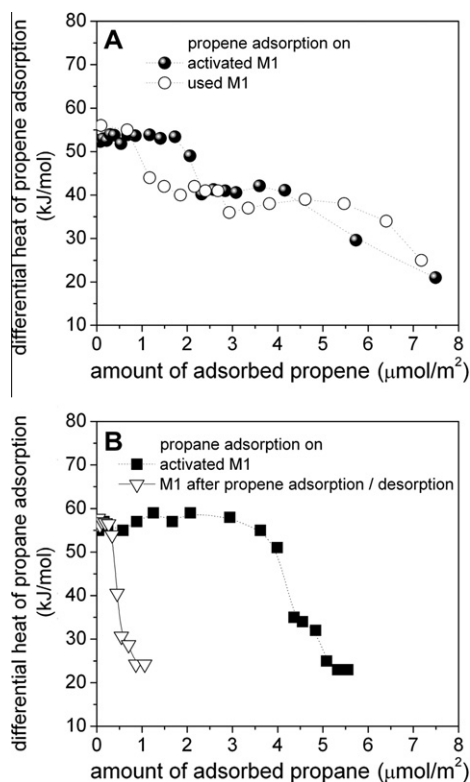 A
propene adsorption on
activated M1
used M1
80
70
60
50
40
30
20
10
0 1 2 3 4 5 6 7 8
differential heat of propene adsorption
(kJ/mol)
amount of adsorbed propene (μmol/m²)
B
propane adsorption on
activated M1
M1 after propene adsorption / desorption
80
70
60
50
40
30
20
10
0 1 2 3 4 5 6 7 8
differential heat of propane adsorption
(kJ/mol)
amount of adsorbed propane (μmol/m²)